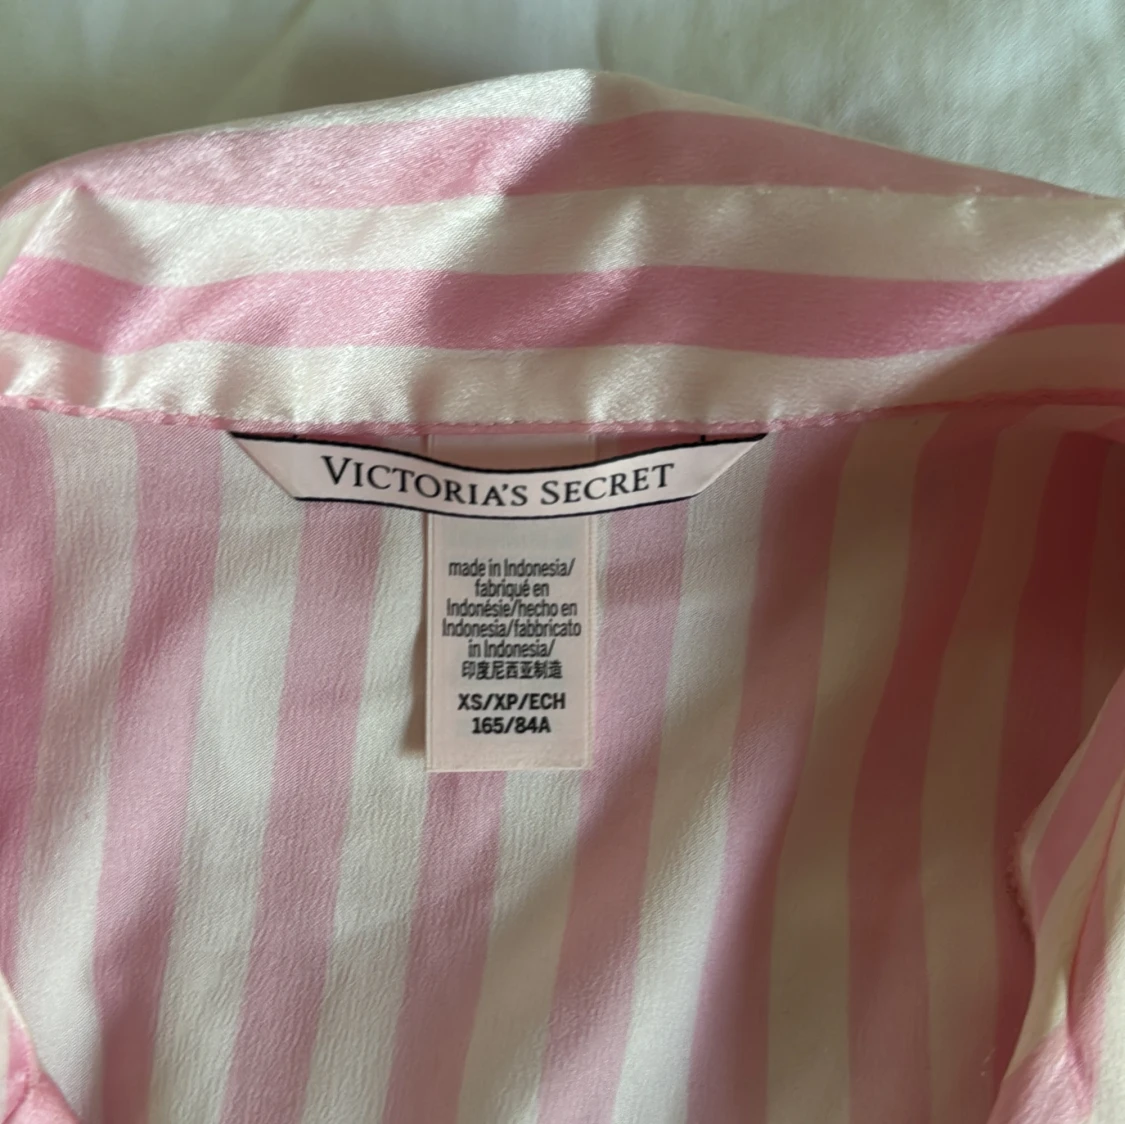 VICTORIA'S SECRET
made in Indonesia/
fabriqué en
Indonésie/hecho en
Indonesia/fabbricato
in Indonesia/
印度尼西亚制造
XS/XP/ECH
165/84A